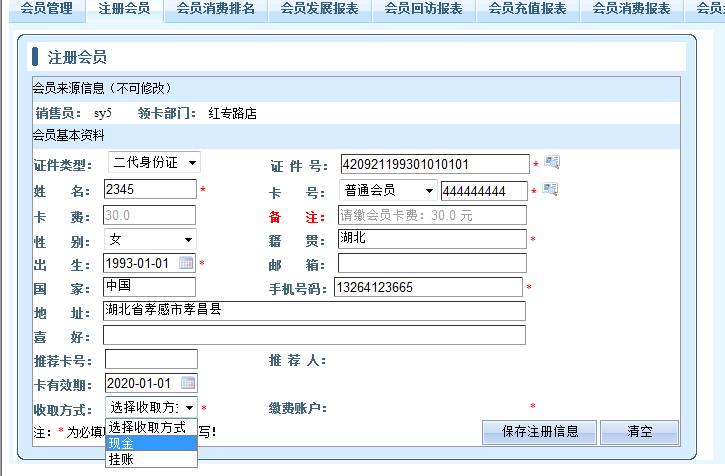 会员管理 注册会员 会员消费排名 会员发展报表 会员回访报表 会员充值报表 会员消费报表
注册会员
会员来源信息（不可修改）
销售员： sy5 领卡部门： 红专路店
会员基本资料
证件类型： 二代身份证 证 件 号： 420921199301010101 *
姓 名： 2345 * 卡 号： 普通会员 444444444 *
卡 费： 30.0 备 注： 请缴会员卡费：30.0 元
性 别： 女 籍 贯： 湖北 *
出 生： 1993-01-01 * 邮 箱：
国 家： 中国 手机号码： 13264123665 *
地 址： 湖北省孝感市孝昌县
喜 好：
推荐卡号： 推 荐 人：
卡有效期： 2020-01-01
收取方式： 选择收取方式 * 缴费账户： *
选择收取方式
注：* 为必填 写！ 保存注册信息 清空
现金
挂账